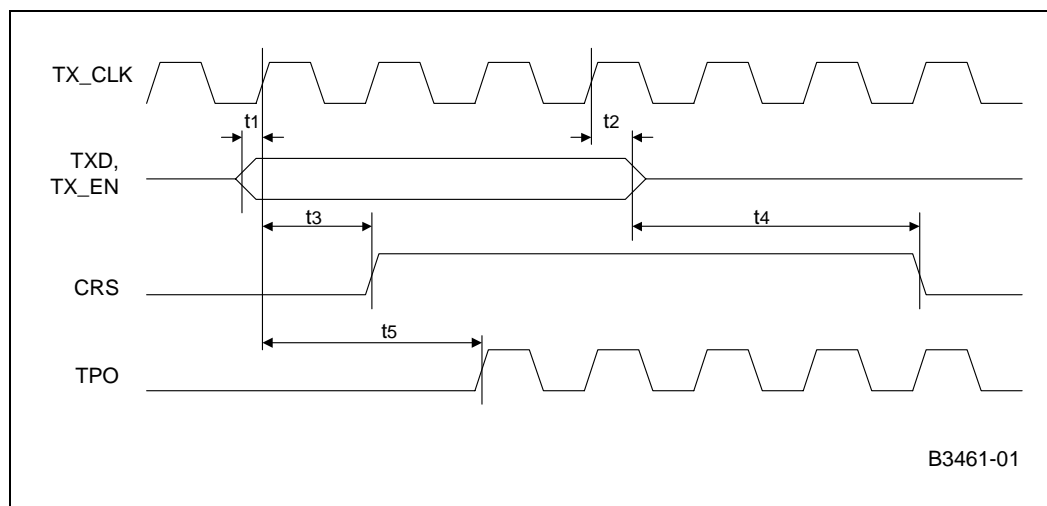 TX_CLK
t1
t2
TXD,
TX_EN
t3
t4
CRS
t5
TPO
B3461-01